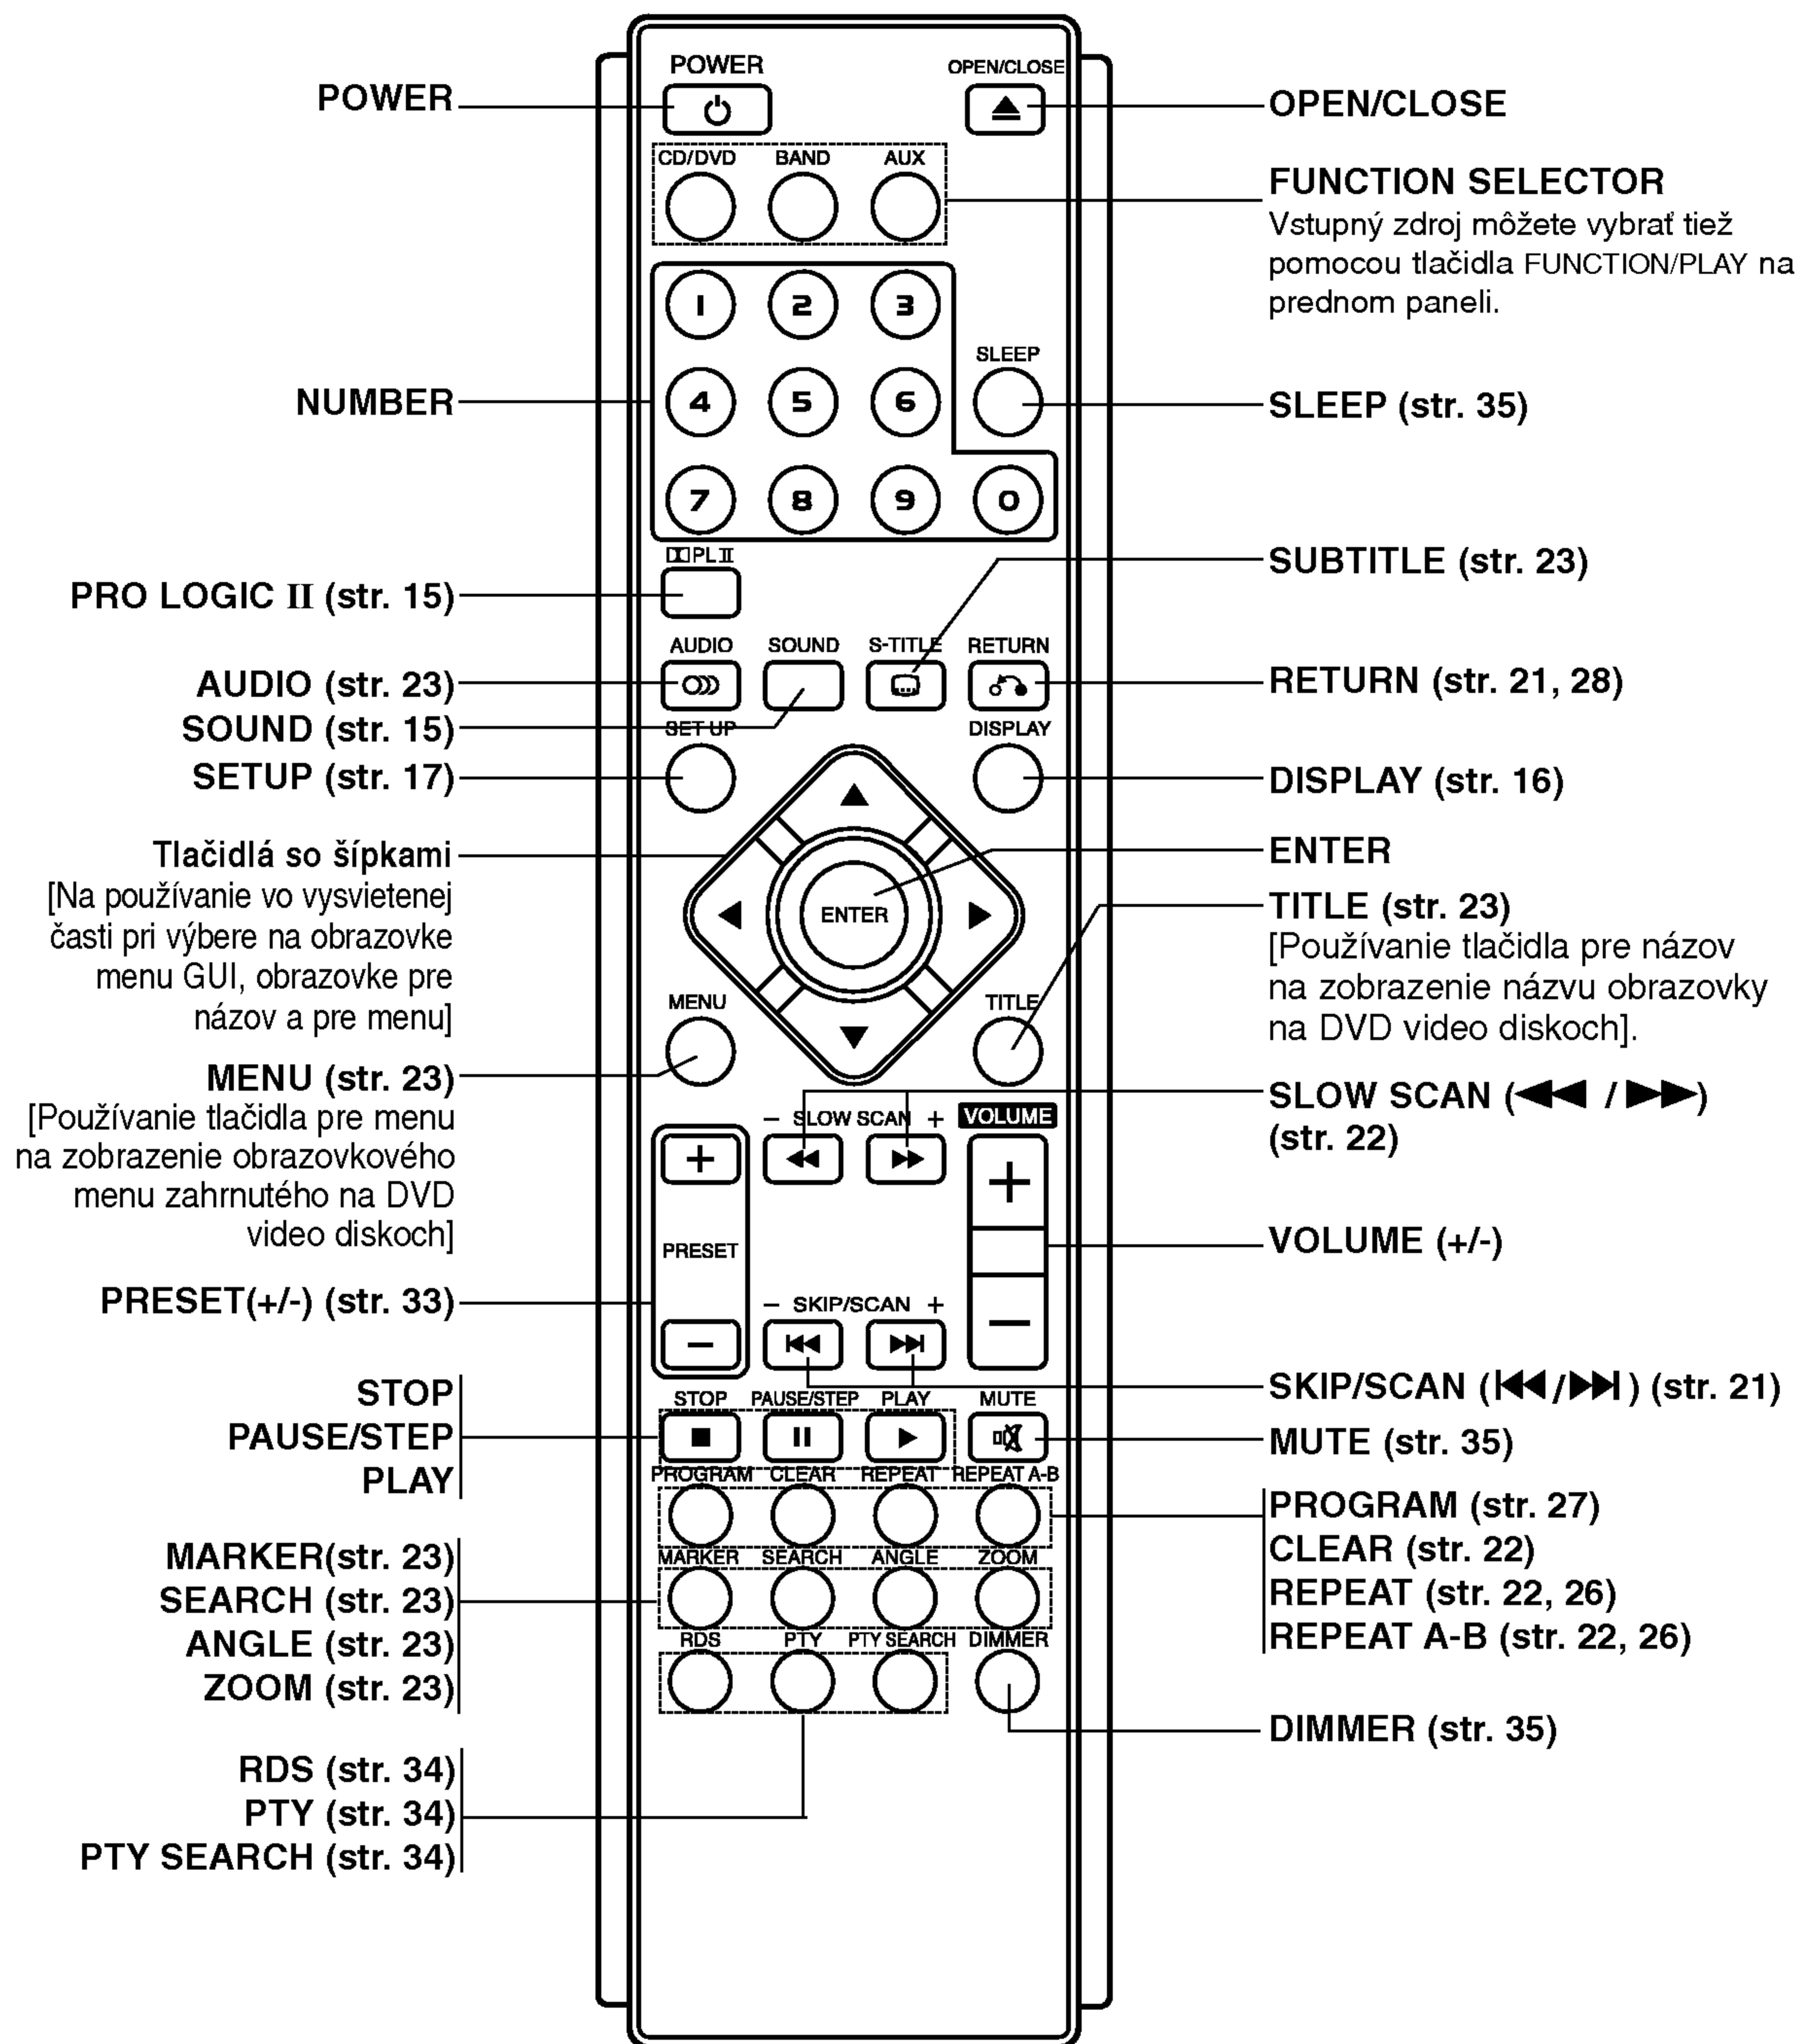 POWER
NUMBER
PRO LOGIC II (str. 15)
AUDIO (str. 23)
SOUND (str. 15)
SETUP (str. 17)
Tlačidlá so šípkami
[Na používanie vo vysvietenej
časti pri výbere na obrazovke
menu GUI, obrazovke pre
názov a pre menu]
MENU (str. 23)
[Používanie tlačidla pre menu
na zobrazenie obrazovkového
menu zahrnutého na DVD
video diskoch]
PRESET(+/-) (str. 33)
STOP
PAUSE/STEP
PLAY
MARKER(str. 23)
SEARCH (str. 23)
ANGLE (str. 23)
ZOOM (str. 23)
RDS (str. 34)
PTY (str. 34)
PTY SEARCH (str. 34)
POWER OPEN/CLOSE
CD/DVD BAND AUX
1 2 3
SLEEP
4 5 6
7 8 9 0
PL II
AUDIO SOUND S-TITLE RETURN
SET UP DISPLAY
ENTER
MENU TITLE
− SLOW SCAN + VOLUME
+ +
PRESET
− SKIP/SCAN +
− −
STOP PAUSE/STEP PLAY MUTE
PROGRAM CLEAR REPEAT REPEAT A-B
MARKER SEARCH ANGLE ZOOM
RDS PTY PTY SEARCH DIMMER
OPEN/CLOSE
FUNCTION SELECTOR
Vstupný zdroj môžete vybrať tiež
pomocou tlačidla FUNCTION/PLAY na
prednom paneli.
SLEEP (str. 35)
SUBTITLE (str. 23)
RETURN (str. 21, 28)
DISPLAY (str. 16)
ENTER
TITLE (str. 23)
[Používanie tlačidla pre názov
na zobrazenie názvu obrazovky
na DVD video diskoch].
SLOW SCAN (◀◀ / ▶▶)
(str. 22)
VOLUME (+/-)
SKIP/SCAN (|◀◀/▶▶|) (str. 21)
MUTE (str. 35)
PROGRAM (str. 27)
CLEAR (str. 22)
REPEAT (str. 22, 26)
REPEAT A-B (str. 22, 26)
DIMMER (str. 35)